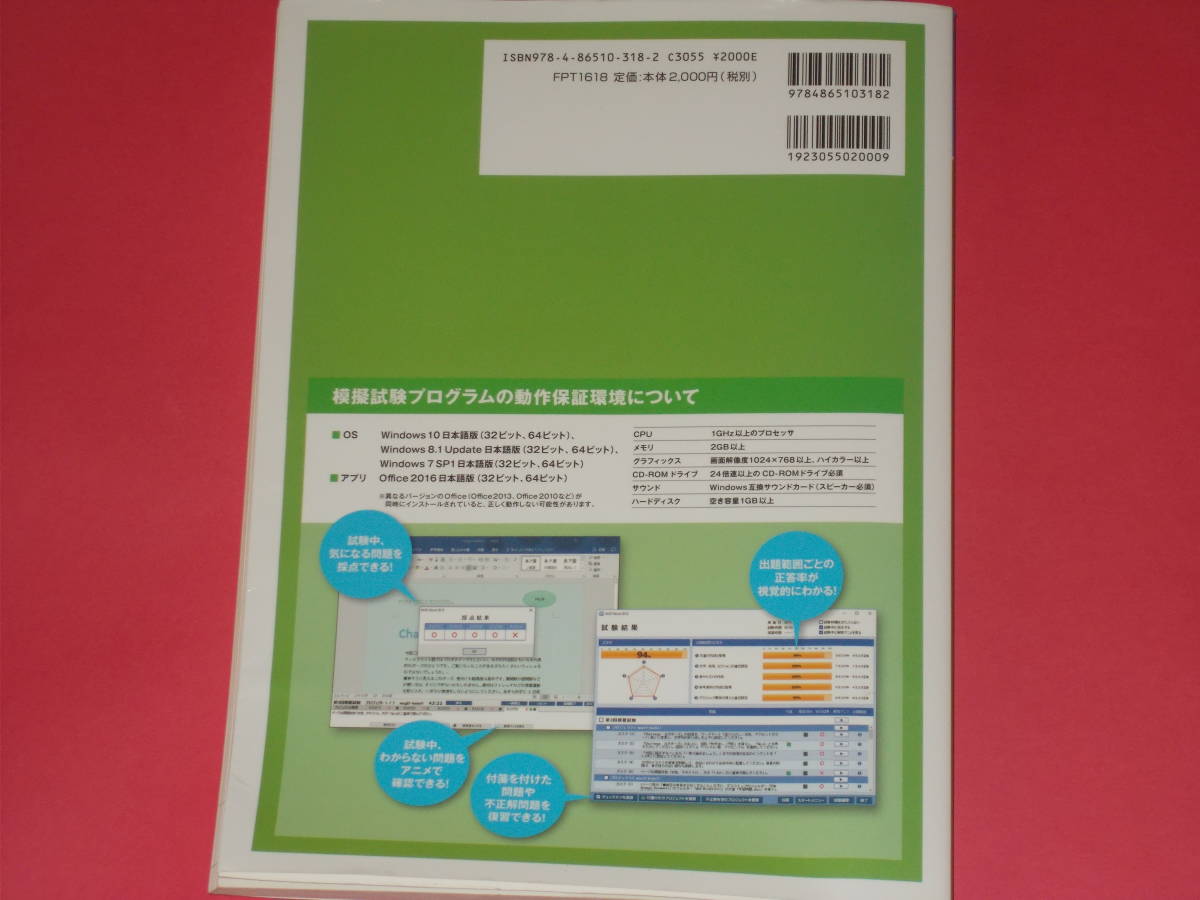 ISBN978-4-86510-318-2 C3055 ¥2000E
FPT1618 定価:本体2,000円(税別)
9784865103182
1923055020009
模擬試験プログラムの動作保証環境について
■ OS Windows 10 日本語版(32ビット、64ビット)、
Windows 8.1 Update 日本語版(32ビット、64ビット)、
Windows 7 SP1 日本語版(32ビット、64ビット)
■ アプリ Office 2016 日本語版(32ビット、64ビット)
※異なるバージョンのOffice(Office2013、Office2010など)が
同時にインストールされていると、正しく動作しない可能性があります。
CPU 1GHz以上のプロセッサ
メモリ 2GB以上
グラフィックス 画面解像度1024×768以上、ハイカラー以上
CD-ROMドライブ 24倍速以上のCD-ROMドライブ必須
サウンド Windows互換サウンドカード(スピーカー必須)
ハードディスク 空き容量1GB以上
試験中、
気になる問題を
採点できる!
採点結果
出題範囲ごとの
正答率が
視覚的にわかる!
試験結果
94%
試験中、
わからない問題を
アニメで
確認できる!
付箋を付けた
問題や
不正解問題を
復習できる!